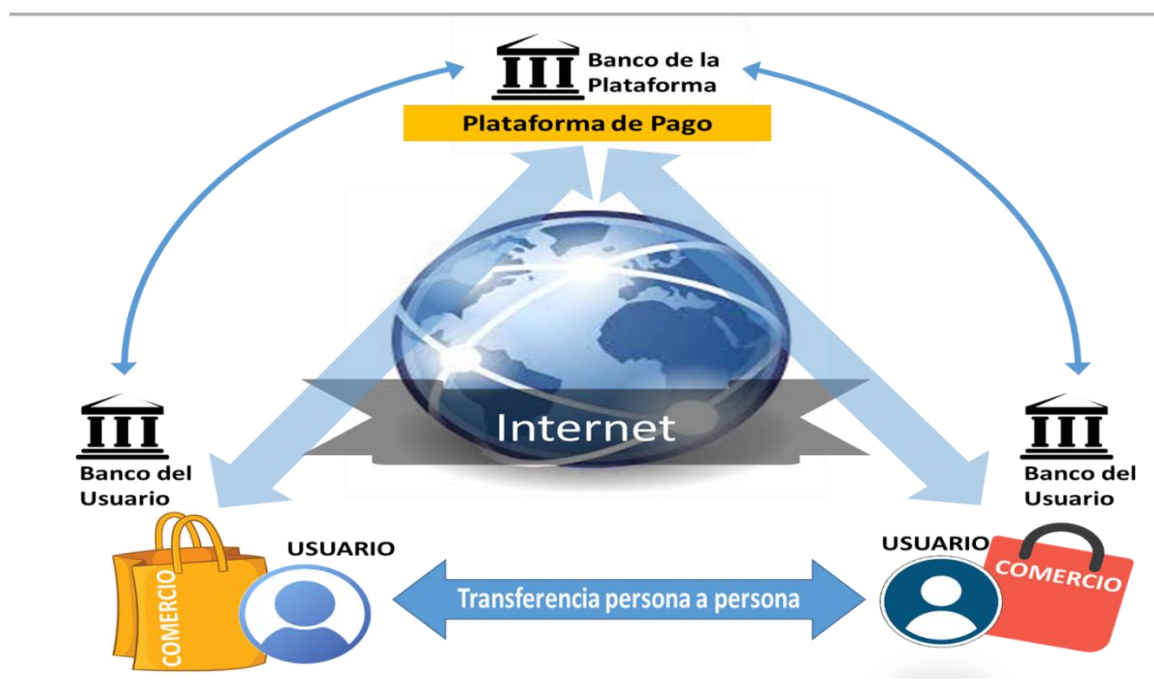 Banco de la
Plataforma
Plataforma de Pago
Internet
Banco del
Usuario
Banco del
Usuario
USUARIO
COMERCIO
Transferencia persona a persona
USUARIO
COMERCIO